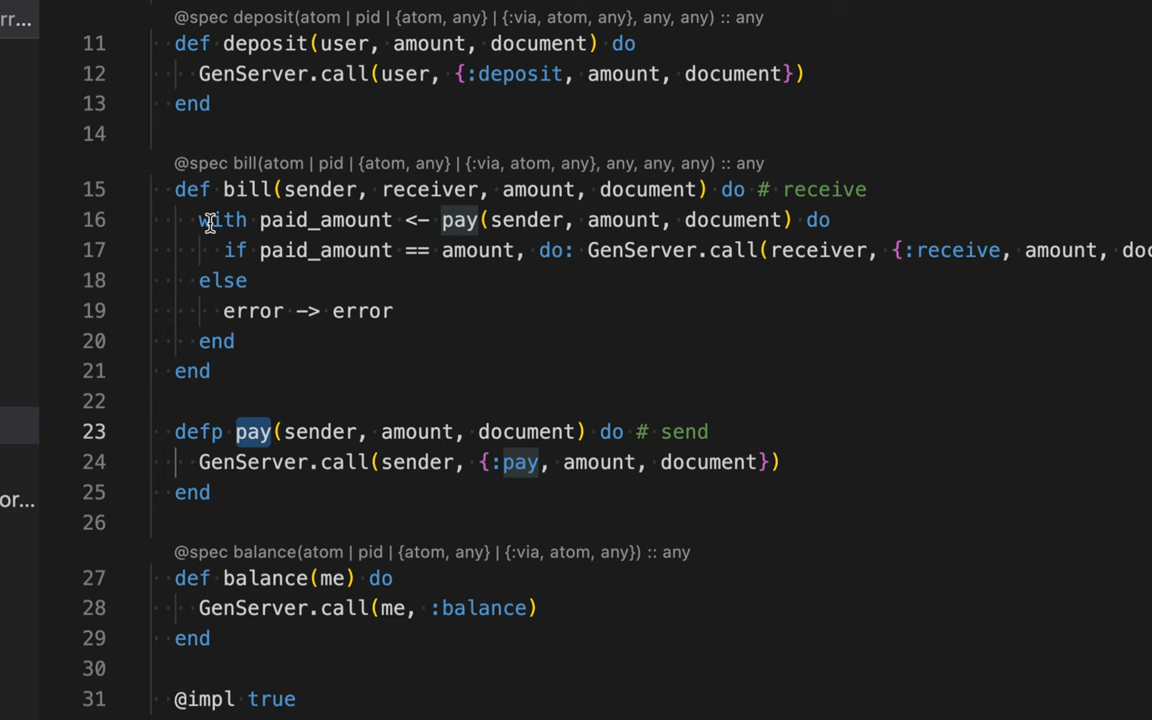 rr...
@spec deposit(atom | pid | {atom, any} | {:via, atom, any}, any, any) :: any
11 def deposit(user, amount, document) do
12 GenServer.call(user, {:deposit, amount, document})
13 end
14
@spec bill(atom | pid | {atom, any} | {:via, atom, any}, any, any, any) :: any
15 def bill(sender, receiver, amount, document) do # receive
16 with paid_amount <- pay(sender, amount, document) do
17 if paid_amount == amount, do: GenServer.call(receiver, {:receive, amount, doc
18 else
19 error -> error
20 end
21 end
22
23 defp pay(sender, amount, document) do # send
24 GenServer.call(sender, {:pay, amount, document})
or...
25 end
26
@spec balance(atom | pid | {atom, any} | {:via, atom, any}) :: any
27 def balance(me) do
28 GenServer.call(me, :balance)
29 end
30
31 @impl true